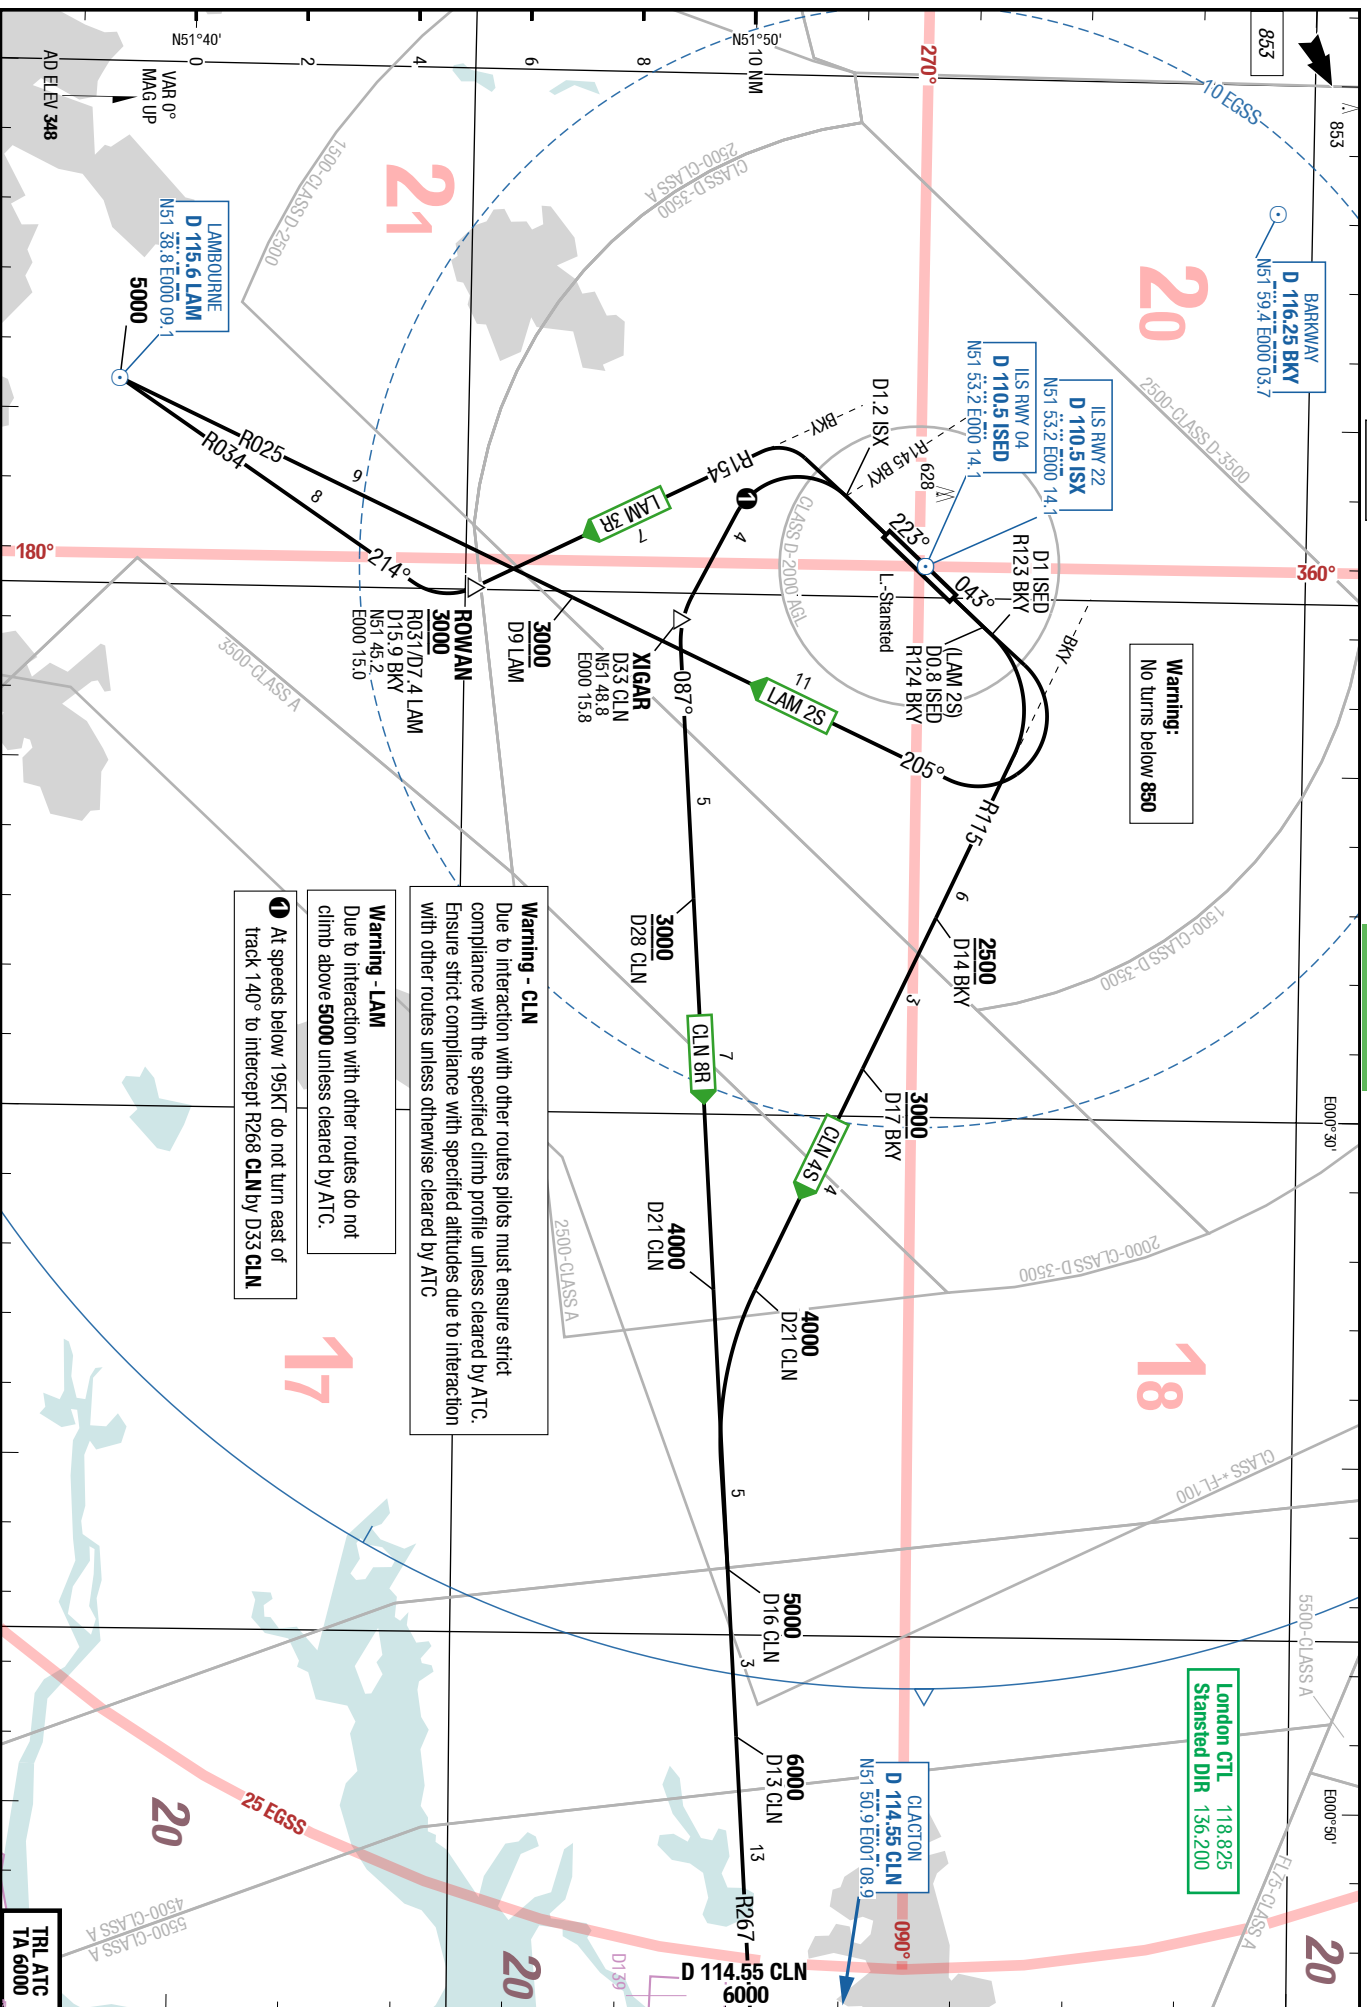 853
853
10 EGSS
BARKWAY
D 116.25 BKY
N51 59.4 E000 03.7
270°
N51°40'
N51°50'
0
2
4
6
8
10 NM
VAR 0°
MAG UP
AD ELEV 348
1500-CLASS D-2500
CLASS D-3500
2500-CLASS A
2500-CLASS D-3500
21
20
LAMBOURNE
D 115.6 LAM
N51 38.8 E000 09.1
5000
ILS RWY 22
D 110.5 ISX
N51 53.2 E000 14.1
ILS RWY 04
D 110.5 ISED
N51 53.2 E000 14.1
D1.2 ISX
BKY
R145 BKY
628
R154
R025
R034
9
8
LAM 3R
7
4
1
CLASS D-2000 AGL
223°
043°
L.-Stansted
D1 ISED
R123 BKY
(LAM 2S)
D0.8 ISED
R124 BKY
BKY
180°
360°
214°
ROWAN
3000
R031/D7.4 LAM
D15.9 BKY
N51 45.2
E000 15.0
3000
D9 LAM
XIGAR
D33 CLN
N51 48.8
E000 15.8
087°
11
LAM 2S
205°
Warning:
No turns below 850
3500-CLASS A
R115
6
2500
D14 BKY
3
3000
D17 BKY
CLN 4S
4
4000
D21 CLN
5
3000
D28 CLN
CLN 8R
7
4000
D21 CLN
1500-CLASS D-3500
2000-CLASS D-3500
2500-CLASS A
Warning - CLN
Due to interaction with other routes pilots must ensure strict
compliance with the specified climb profile unless cleared by ATC.
Ensure strict compliance with specified altitudes due to interaction
with other routes unless otherwise cleared by ATC
Warning - LAM
Due to interaction with other routes do not
climb above 5000 unless cleared by ATC.
1 At speeds below 195KT do not turn east of
track 140° to intercept R268 CLN by D33 CLN.
E000°30'
17
18
CLASS *-FL100
5
5000
D16 CLN
3
6000
D13 CLN
13
R267
D 114.55 CLN
6000
5500-CLASS A
London CTL 118.825
Stansted DIR 136.200
CLACTON
D 114.55 CLN
N51 50.9 E001 08.9
E000°50'
FL75-CLASS A
090°
25 EGSS
20
20
20
4500-CLASS A
5500-CLASS A
D139
TRL ATC
TA 6000